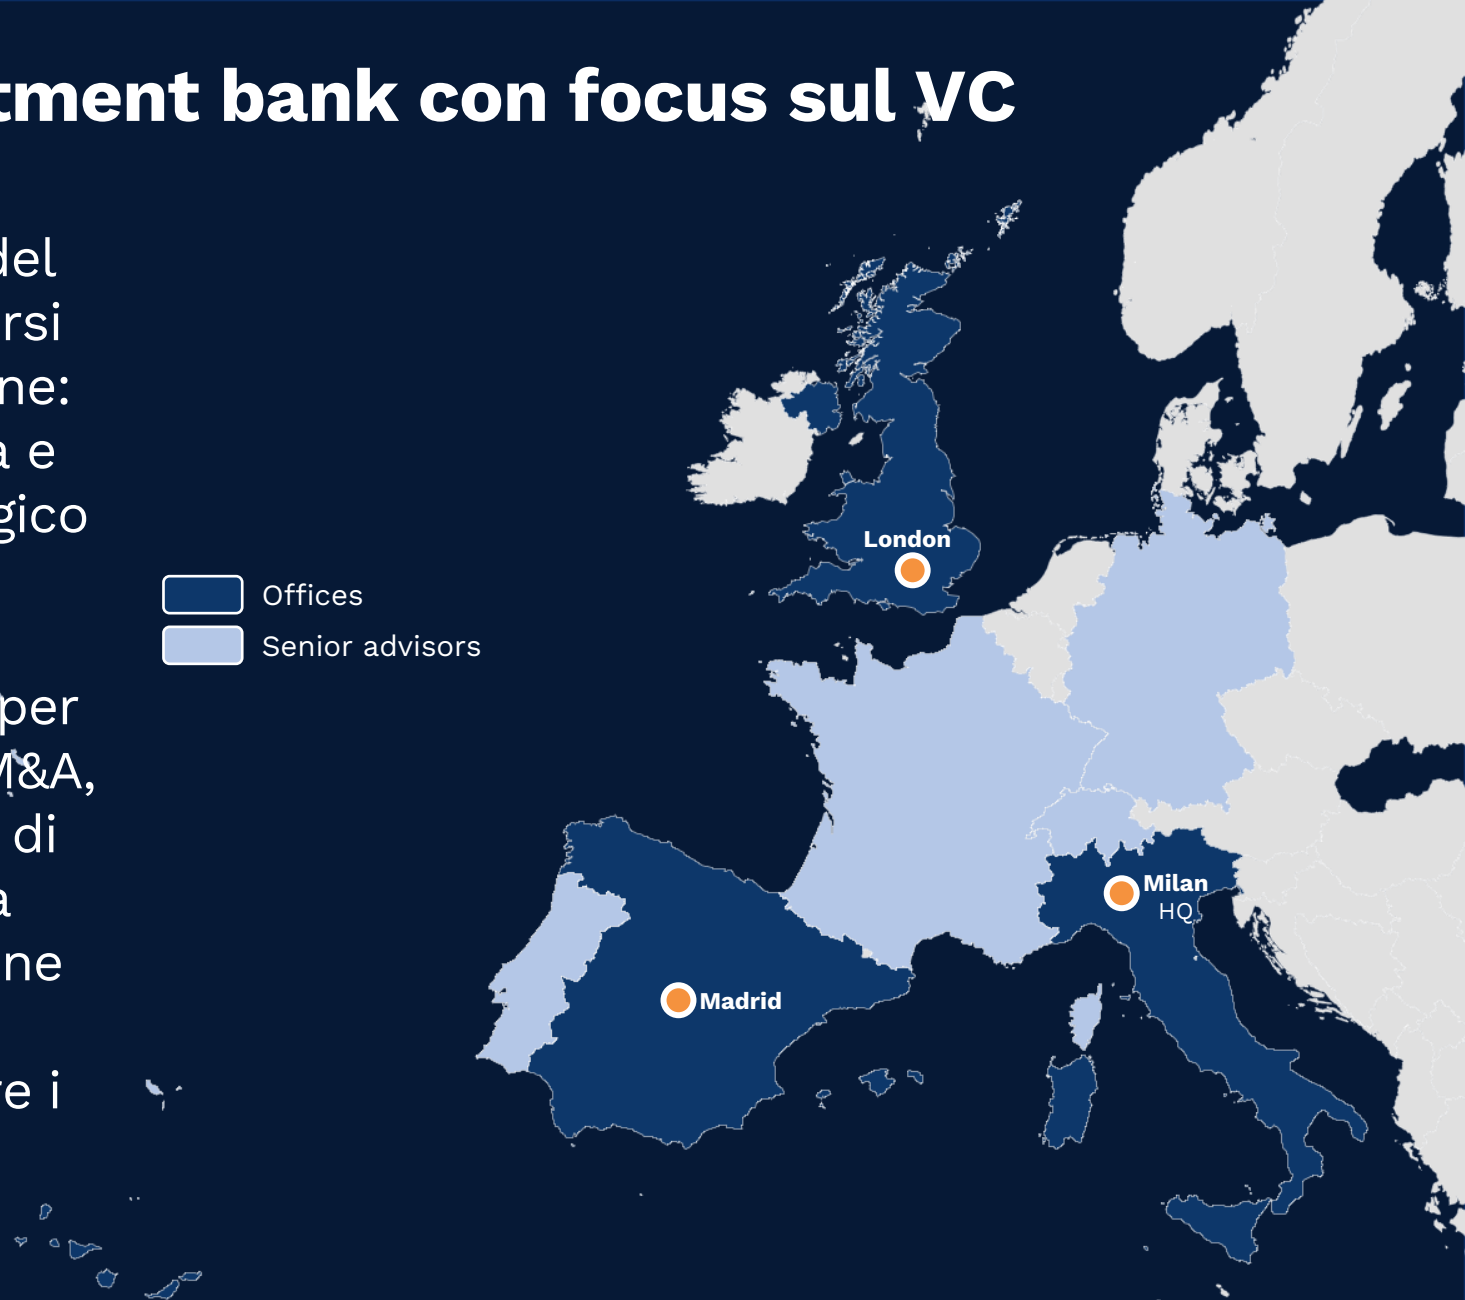 tment bank con focus sul VC
del
rsi
ne:
a e
gico
per
M&A,
di
a
ne
re i
Offices
Senior advisors
London
Milan
HQ
Madrid